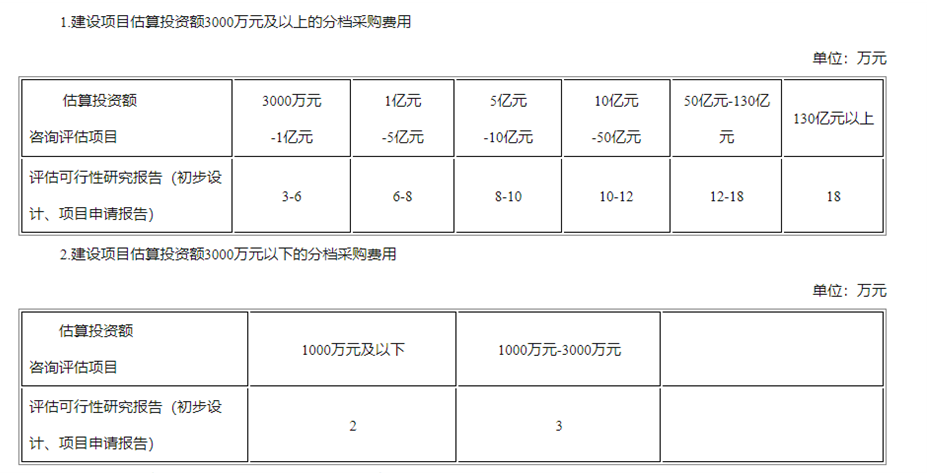 1.建设项目估算投资额3000万元及以上的分档采购费用
单位：万元
估算投资额
咨询评估项目
3000万元
-1亿元
1亿元
-5亿元
5亿元
-10亿元
10亿元
-50亿元
50亿元-130亿
元
130亿元以上
评估可行性研究报告（初步设
计、项目申请报告）
3-6
6-8
8-10
10-12
12-18
18
2.建设项目估算投资额3000万元以下的分档采购费用
单位：万元
估算投资额
咨询评估项目
1000万元及以下
1000万元-3000万元
评估可行性研究报告（初步设
计、项目申请报告）
2
3